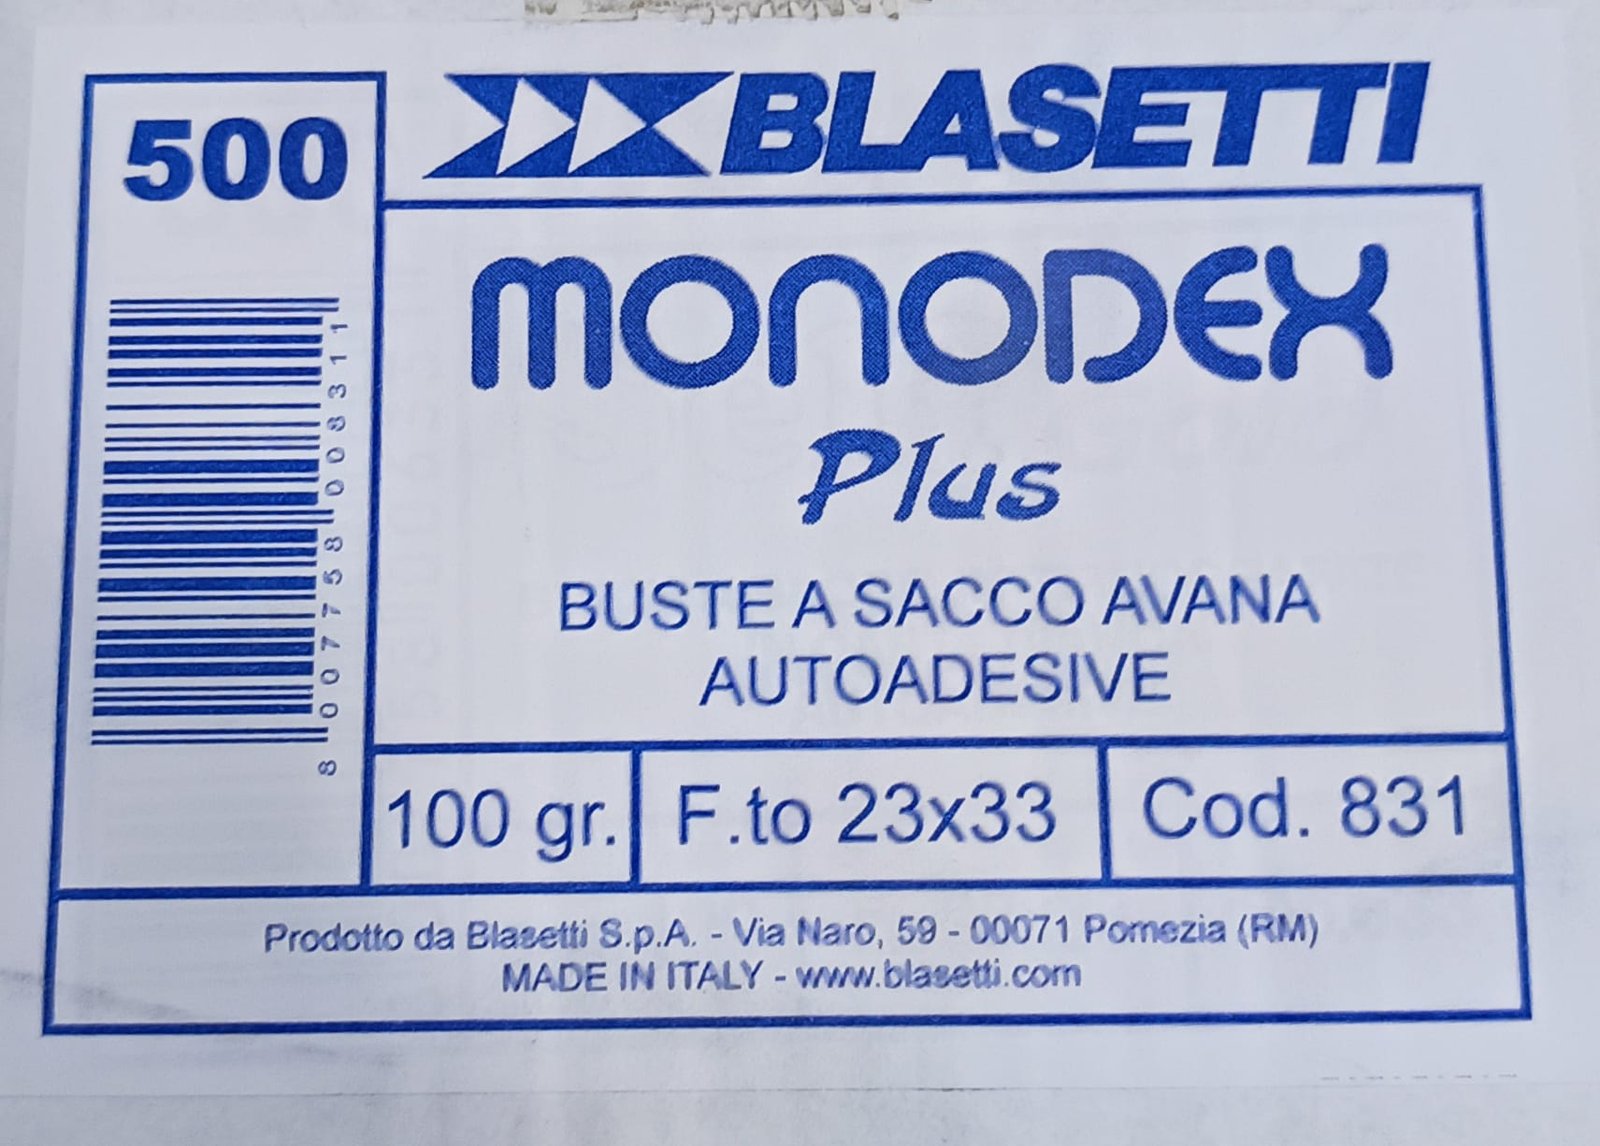 500
BLASETTI
MONODEX
Plus
BUSTE A SACCO AVANA
AUTOADESIVE
8 007758 008311
100 gr.
F.to 23x33
Cod. 831
Prodotto da Blasetti S.p.A. - Via Naro, 59 - 00071 Pomezia (RM)
MADE IN ITALY - www.blasetti.com